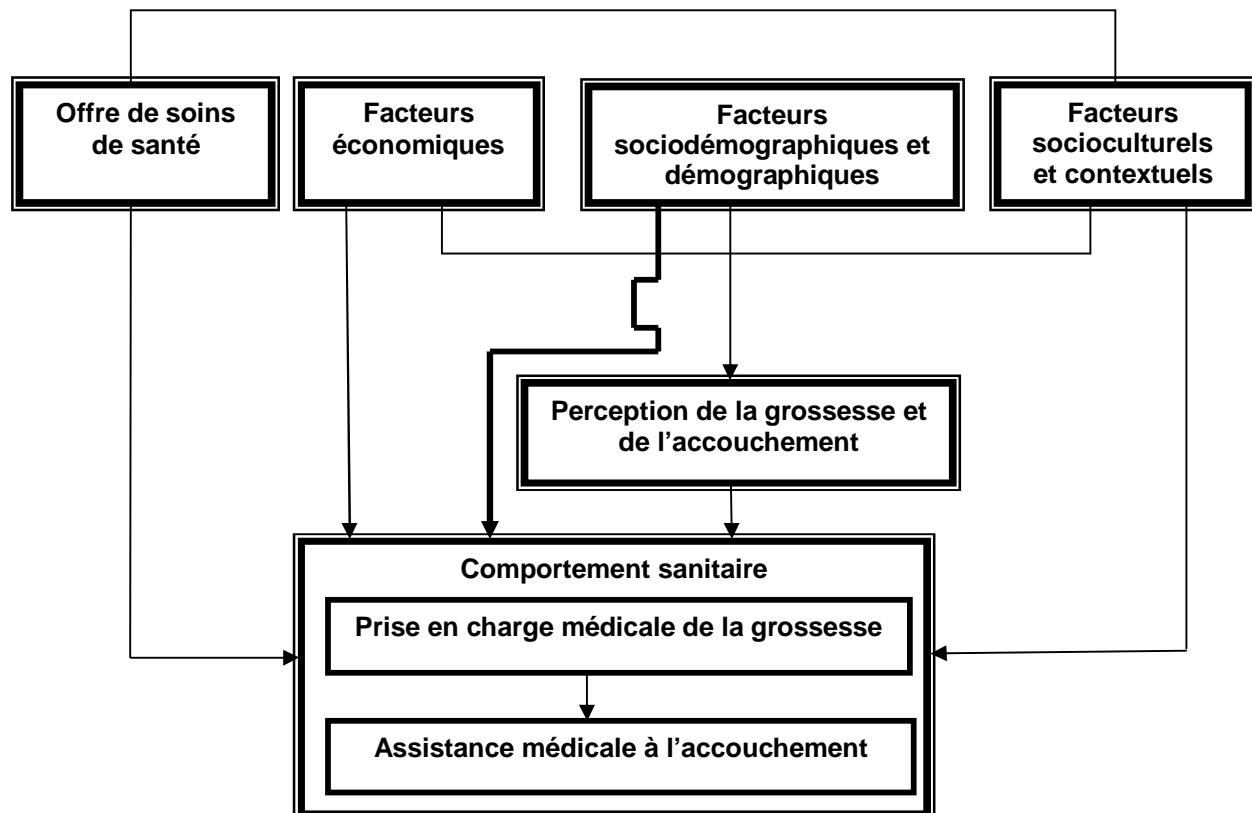 Offre de soins
de santé
Facteurs
économiques
Facteurs
sociodémographiques et
démographiques
Facteurs
socioculturels
et contextuels
Perception de la grossesse et
de l’accouchement
Comportement sanitaire
Prise en charge médicale de la grossesse
Assistance médicale à l’accouchement